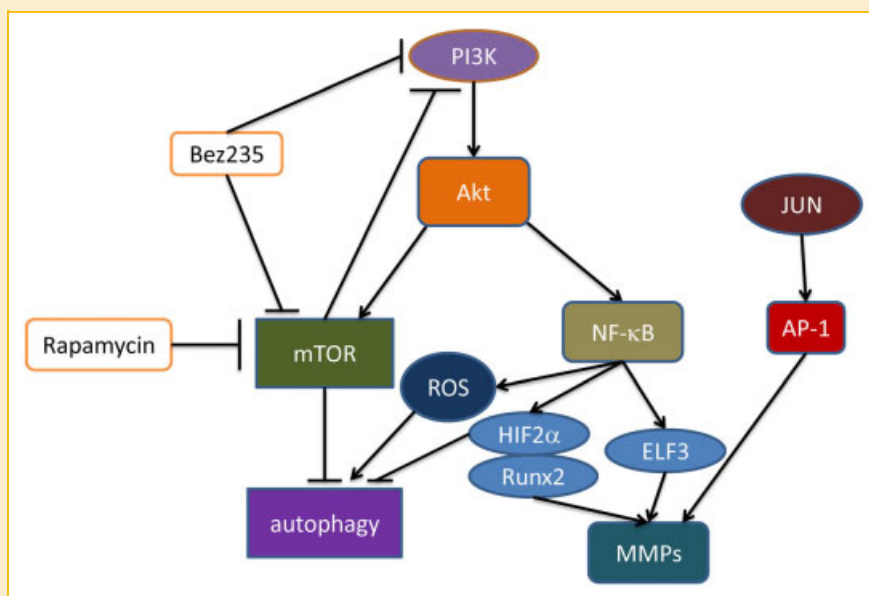 PI3K
Bez235
Akt
JUN
Rapamycin
mTOR
NF-κB
AP-1
ROS
HIF2α
ELF3
Runx2
autophagy
MMPs